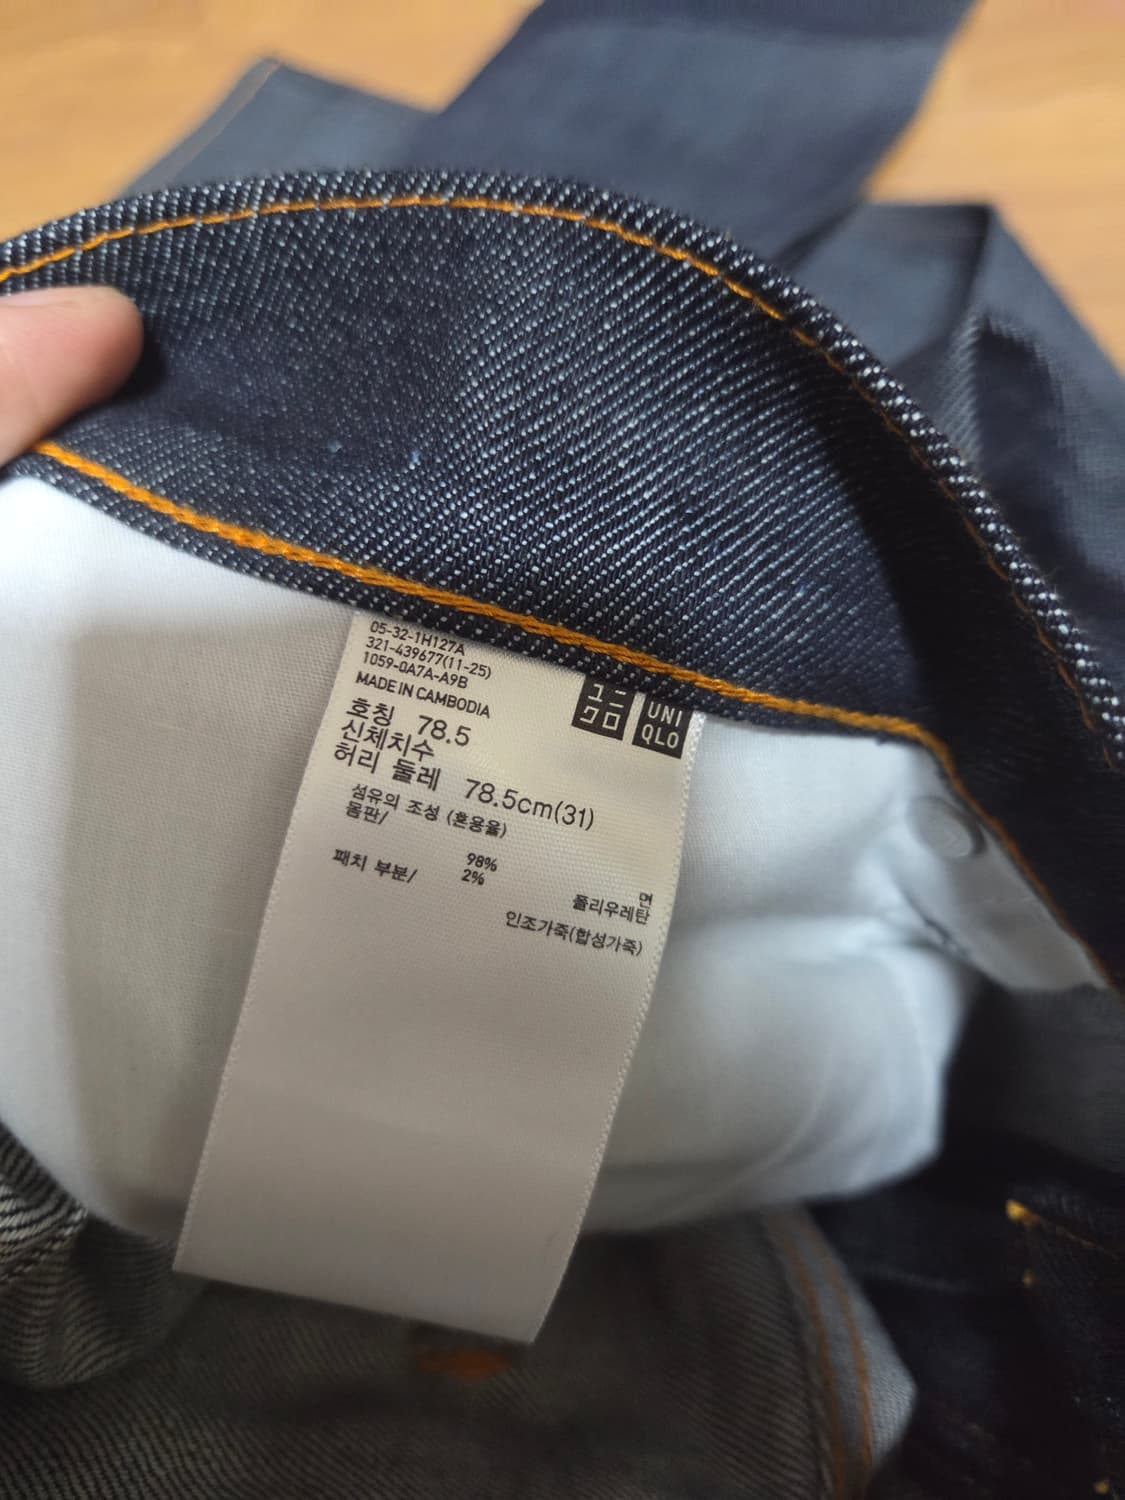 05-32-1H127A
321-439677(11-25)
1059-0A7A-A9B
MADE IN CAMBODIA
ユニ
クロ
UNI
QLO
호칭 78.5
신체치수
허리 둘레 78.5cm(31)
섬유의 조성 (혼용율)
몸판/
98% 면
2% 폴리우레탄
패치 부분/
인조가죽(합성가죽)